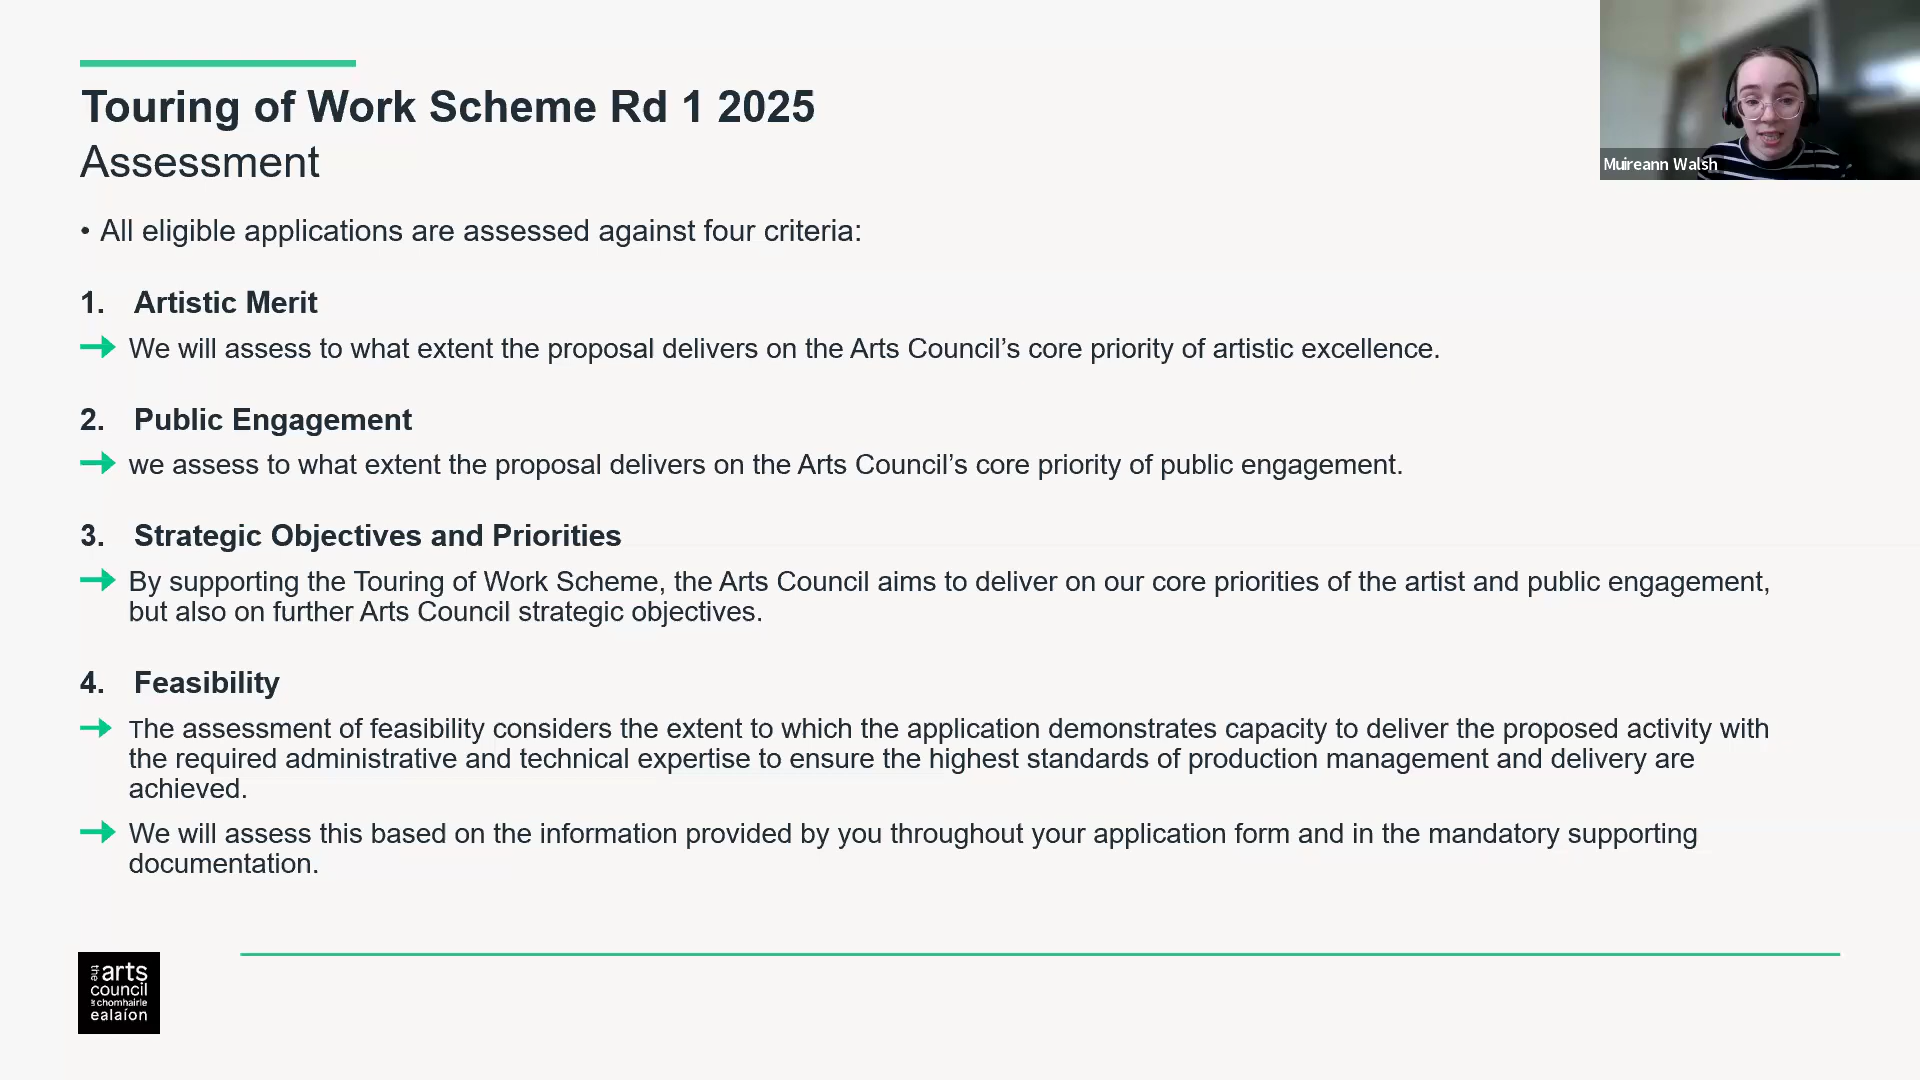 Touring of Work Scheme Rd 1 2025
Assessment
Muireann Walsh
• All eligible applications are assessed against four criteria:
1. Artistic Merit
We will assess to what extent the proposal delivers on the Arts Council’s core priority of artistic excellence.
2. Public Engagement
we assess to what extent the proposal delivers on the Arts Council’s core priority of public engagement.
3. Strategic Objectives and Priorities
By supporting the Touring of Work Scheme, the Arts Council aims to deliver on our core priorities of the artist and public engagement,
but also on further Arts Council strategic objectives.
4. Feasibility
The assessment of feasibility considers the extent to which the application demonstrates capacity to deliver the proposed activity with
the required administrative and technical expertise to ensure the highest standards of production management and delivery are
achieved.
We will assess this based on the information provided by you throughout your application form and in the mandatory supporting
documentation.
the arts
council
chomhairle
ealaíon